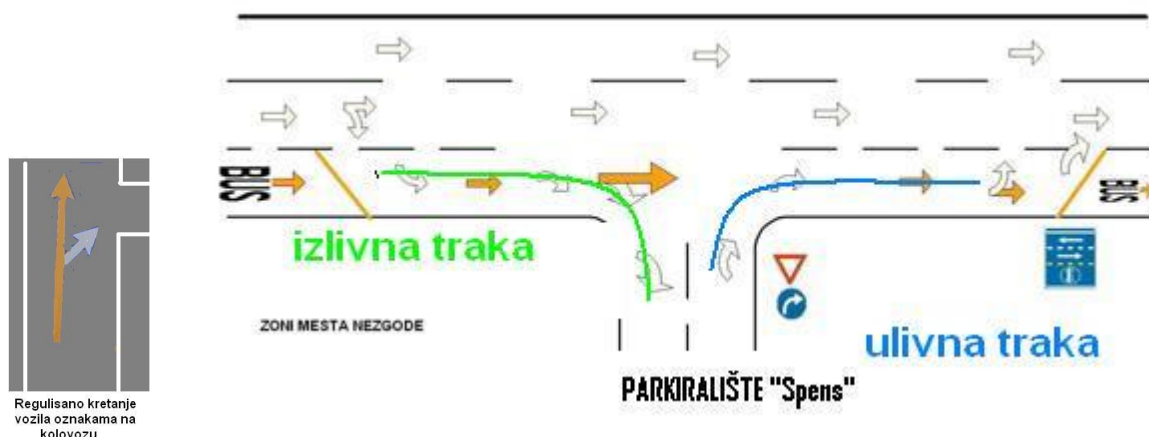 BUS
izlivna traka
ulivna traka
BUS
ZONI MESTA NEZGODE
PARKIRALIŠTE "Spens"
Regulisano kretanje
vozila oznakama na
kolovozu